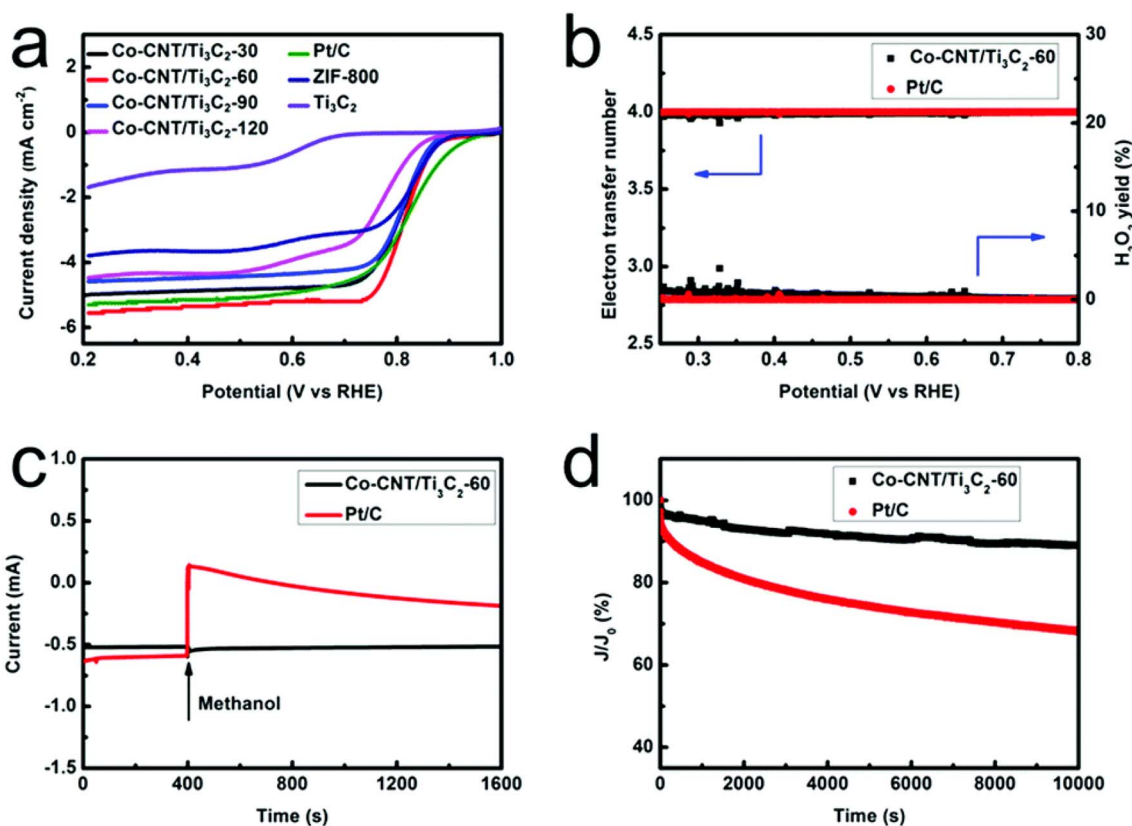 a
Co-CNT/Ti₃C₂-30
Co-CNT/Ti₃C₂-60
Co-CNT/Ti₃C₂-90
Co-CNT/Ti₃C₂-120
Pt/C
ZIF-800
Ti₃C₂
2
0
-2
-4
-6
Current density (mA cm⁻²)
0.2 0.4 0.6 0.8 1.0
Potential (V vs RHE)
b
Co-CNT/Ti₃C₂-60
Pt/C
4.5
4.0
3.5
3.0
2.5
Electron transfer number
30
20
10
0
H₂O₂ yield (%)
0.3 0.4 0.5 0.6 0.7 0.8
Potential (V vs RHE)
c
Co-CNT/Ti₃C₂-60
Pt/C
1.0
0.5
0.0
-0.5
-1.0
-1.5
Current (mA)
Methanol
0 400 800 1200 1600
Time (s)
d
Co-CNT/Ti₃C₂-60
Pt/C
100
80
60
40
J/J₀ (%)
0 2000 4000 6000 8000 10000
Time (s)